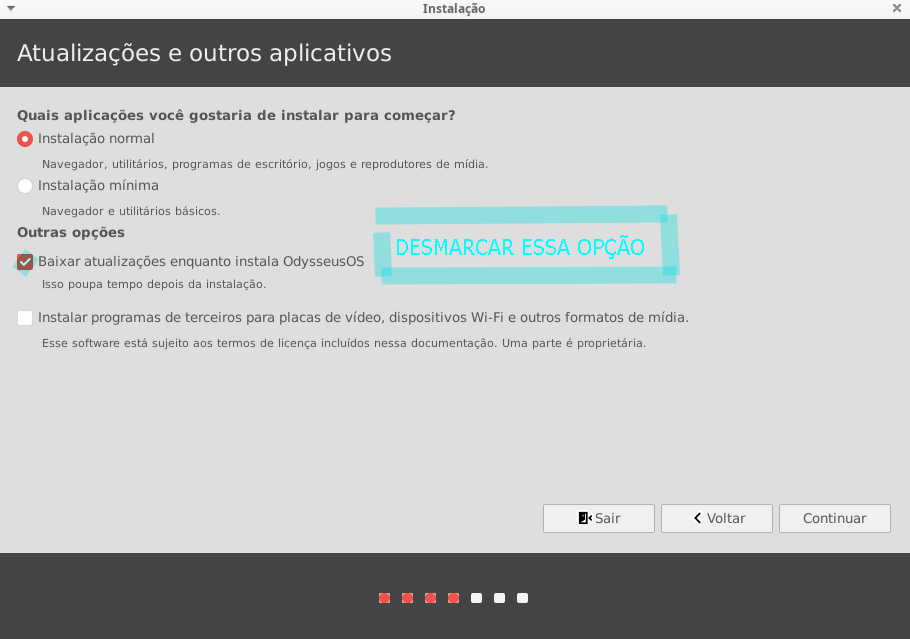 Instalação
Atualizações e outros aplicativos
Quais aplicações você gostaria de instalar para começar?
Instalação normal
Navegador, utilitários, programas de escritório, jogos e reprodutores de mídia.
Instalação mínima
Navegador e utilitários básicos.
Outras opções
DESMARCAR ESSA OPÇÃO
Baixar atualizações enquanto instala OdysseusOS
Isso poupa tempo depois da instalação.
Instalar programas de terceiros para placas de vídeo, dispositivos Wi-Fi e outros formatos de mídia.
Esse software está sujeito aos termos de licença incluídos nessa documentação. Uma parte é proprietária.
Sair Voltar Continuar